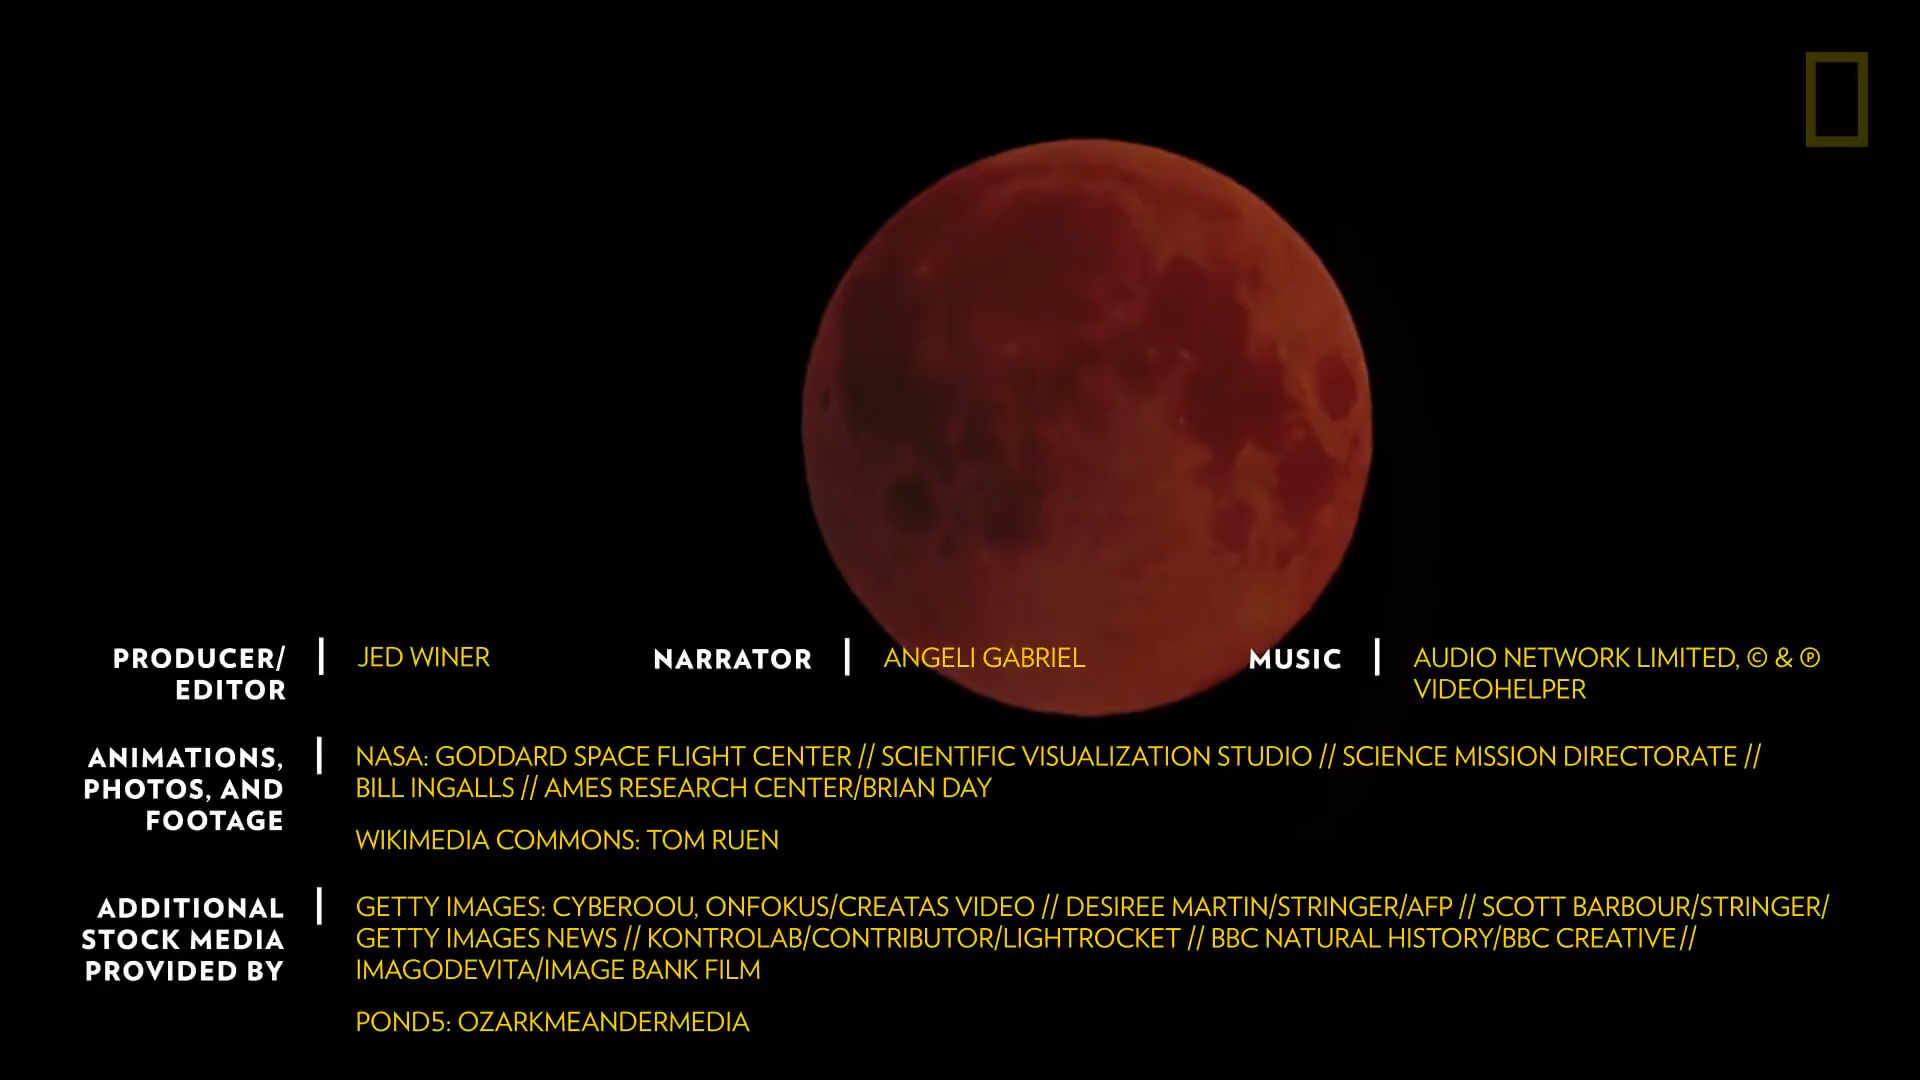 PRODUCER/ | JED WINER NARRATOR | ANGELI GABRIEL MUSIC | AUDIO NETWORK LIMITED, © & ℗
EDITOR VIDEOHELPER
ANIMATIONS, | NASA: GODDARD SPACE FLIGHT CENTER // SCIENTIFIC VISUALIZATION STUDIO // SCIENCE MISSION DIRECTORATE //
PHOTOS, AND BILL INGALLS // AMES RESEARCH CENTER/BRIAN DAY
FOOTAGE
WIKIMEDIA COMMONS: TOM RUEN
ADDITIONAL | GETTY IMAGES: CYBEROOU, ONFOKUS/CREATAS VIDEO // DESIREE MARTIN/STRINGER/AFP // SCOTT BARBOUR/STRINGER/
STOCK MEDIA GETTY IMAGES NEWS // KONTROLAB/CONTRIBUTOR/LIGHTROCKET // BBC NATURAL HISTORY/BBC CREATIVE//
PROVIDED BY IMAGODEVITA/IMAGE BANK FILM
POND5: OZARKMEANDERMEDIA